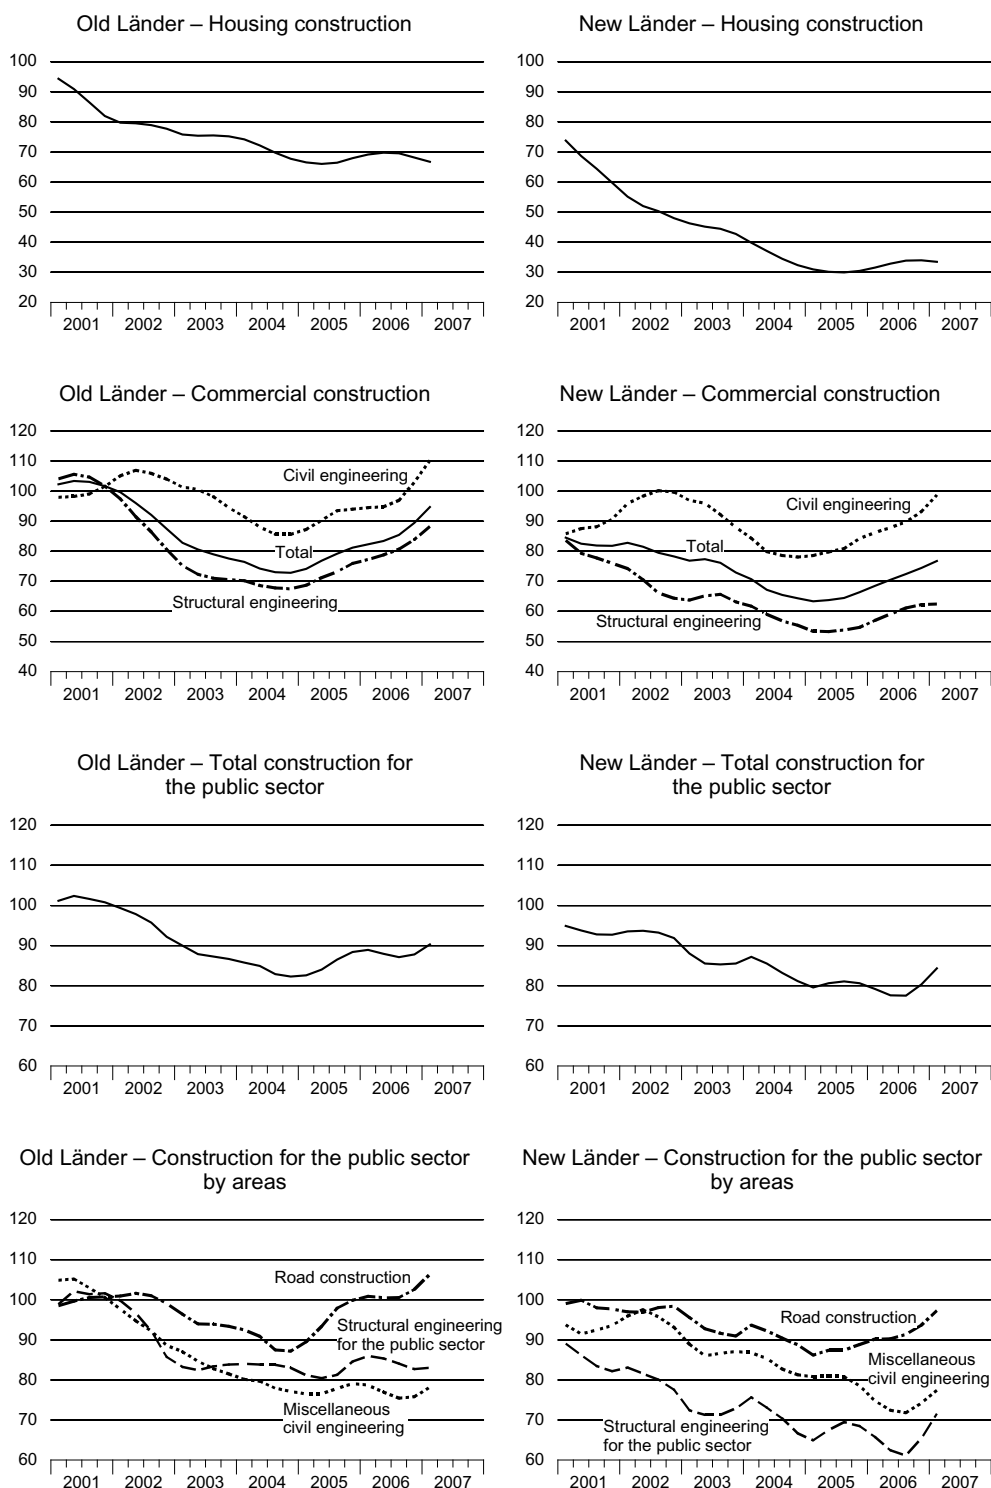 Old Länder – Housing construction
100
90
80
70
60
50
40
30
20
2001 2002 2003 2004 2005 2006 2007
New Länder – Housing construction
100
90
80
70
60
50
40
30
20
2001 2002 2003 2004 2005 2006 2007
Old Länder – Commercial construction
120
110
100
90
80
70
60
50
40
Civil engineering
Total
Structural engineering
2001 2002 2003 2004 2005 2006 2007
New Länder – Commercial construction
120
110
100
90
80
70
60
50
40
Civil engineering
Total
Structural engineering
2001 2002 2003 2004 2005 2006 2007
Old Länder – Total construction for
the public sector
120
110
100
90
80
70
60
2001 2002 2003 2004 2005 2006 2007
New Länder – Total construction for
the public sector
120
110
100
90
80
70
60
2001 2002 2003 2004 2005 2006 2007
Old Länder – Construction for the public sector
by areas
120
110
100
90
80
70
60
Road construction
Structural engineering
for the public sector
Miscellaneous
civil engineering
2001 2002 2003 2004 2005 2006 2007
New Länder – Construction for the public sector
by areas
120
110
100
90
80
70
60
Road construction
Miscellaneous
civil engineering
Structural engineering
for the public sector
2001 2002 2003 2004 2005 2006 2007